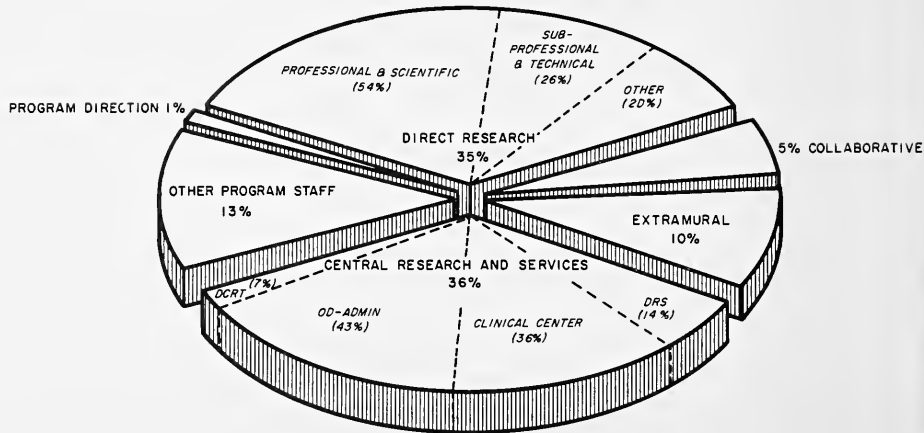 SUB-
PROFESSIONAL
& TECHNICAL
(26%)
PROFESSIONAL & SCIENTIFIC
(54%)
OTHER
(20%)
PROGRAM DIRECTION 1%
DIRECT RESEARCH
35%
5% COLLABORATIVE
OTHER PROGRAM STAFF
13%
EXTRAMURAL
10%
CENTRAL RESEARCH AND SERVICES
36%
DCRT (7%)
OD-ADMIN
(43%)
CLINICAL CENTER
(36%)
DRS
(14%)